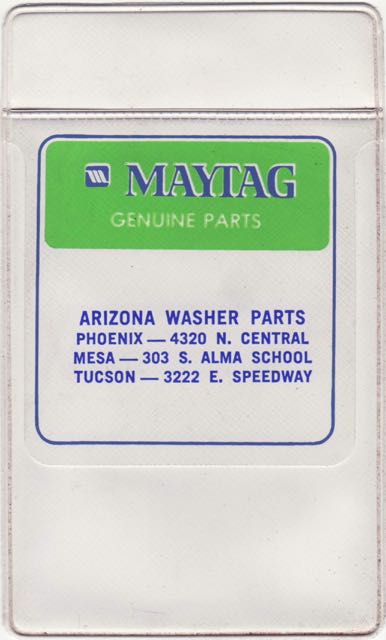 MAYTAG
GENUINE PARTS
ARIZONA WASHER PARTS
PHOENIX — 4320 N. CENTRAL
MESA — 303 S. ALMA SCHOOL
TUCSON — 3222 E. SPEEDWAY